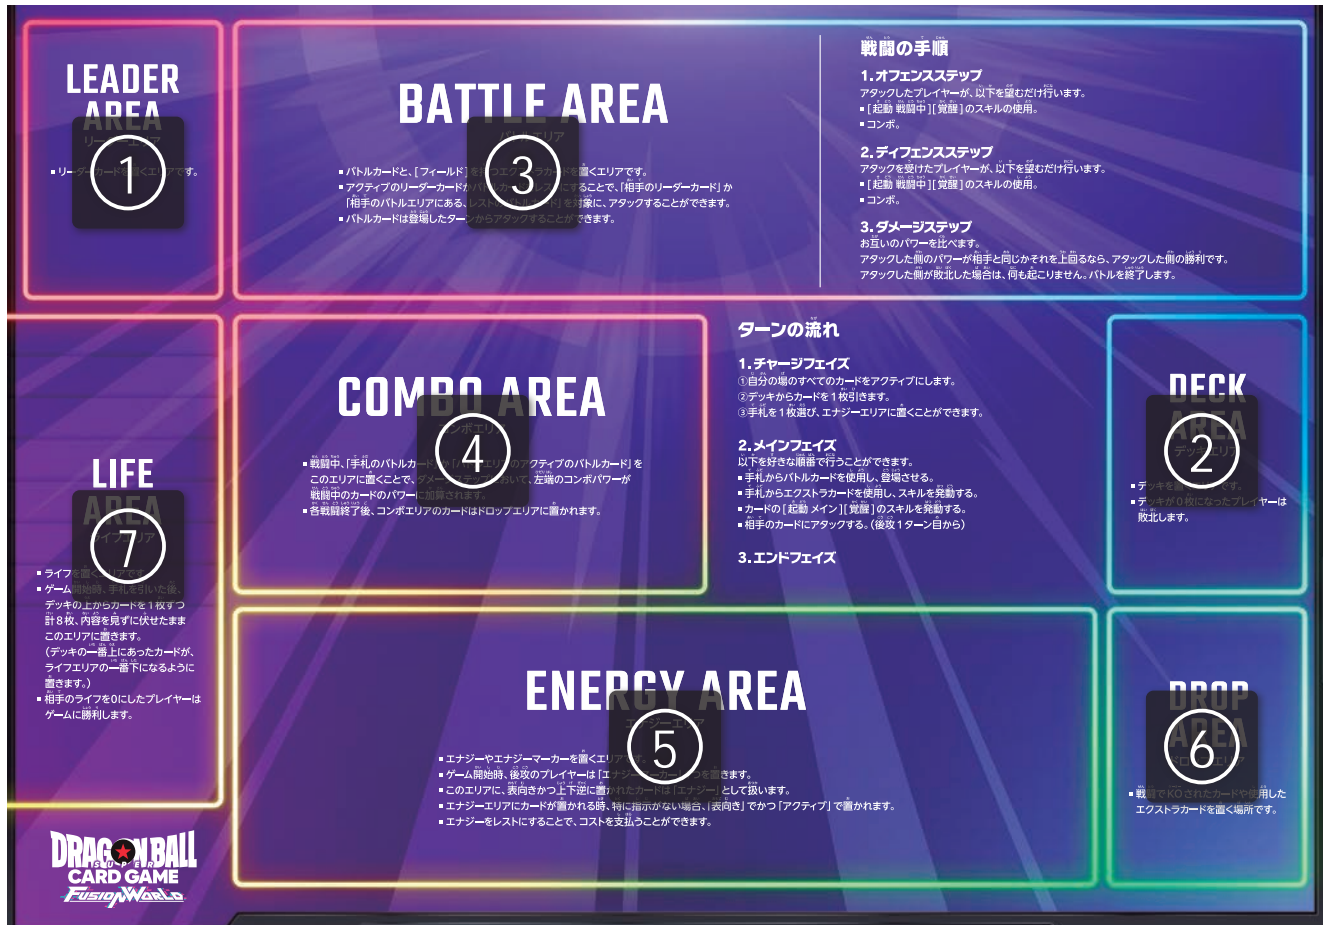 LEADER
AREA
リーダーエリア
1
■リーダーカードを置くエリアです。
BATTLE AREA
バトルエリア
3
■バトルカードと、[フィールド]を持つエクストラカードを置くエリアです。
■アクティブのリーダーカードかバトルカードをレストにすることで、「相手のリーダーカード」か
「相手のバトルエリアにある、レストのバトルカード」を対象に、アタックすることができます。
■バトルカードは登場したターンからアタックすることができます。
戦闘の手順
1.オフェンスステップ
アタックしたプレイヤーが、以下を望むだけ行います。
■[起動 戦闘中][覚醒]のスキルの使用。
■コンボ。
2.ディフェンスステップ
アタックを受けたプレイヤーが、以下を望むだけ行います。
■[起動 戦闘中][覚醒]のスキルの使用。
■コンボ。
3.ダメージステップ
お互いのパワーを比べます。
アタックした側のパワーが相手と同じかそれを上回るなら、アタックした側の勝利です。
アタックした側が敗北した場合は、何も起こりません。バトルを終了します。
COMBO AREA
コンボエリア
4
■戦闘中、「手札のバトルカード」か「バトルエリアのアクティブのバトルカード」を
このエリアに置くことで、ダメージステップにおいて、左端のコンボパワーが
戦闘中のカードのパワーに加算されます。
■各戦闘終了後、コンボエリアのカードはドロップエリアに置かれます。
ターンの流れ
1.チャージフェイズ
①自分の場のすべてのカードをアクティブにします。
②デッキからカードを1枚引きます。
③手札を1枚選び、エナジーエリアに置くことができます。
2.メインフェイズ
以下を好きな順番で行うことができます。
■手札からバトルカードを使用し、登場させる。
■手札からエクストラカードを使用し、スキルを発動する。
■カードの[起動 メイン][覚醒]のスキルを発動する。
■相手のカードにアタックする。(後攻1ターン目から)
3.エンドフェイズ
DECK
AREA
デッキエリア
2
■デッキを置くエリアです。
■デッキが0枚になったプレイヤーは
敗北します。
LIFE
AREA
ライフエリア
7
■ライフを置くエリアです。
■ゲーム開始時、手札を引いた後、
デッキの上からカードを1枚ずつ
計8枚、内容を見ずに伏せたまま
このエリアに置きます。
(デッキの一番上にあったカードが、
ライフエリアの一番下になるように
置きます。)
■相手のライフを0にしたプレイヤーは
ゲームに勝利します。
ENERGY AREA
エナジーエリア
5
■エナジーやエナジーマーカーを置くエリアです。
■ゲーム開始時、後攻のプレイヤーは「エナジーマーカー」1つを置きます。
■このエリアに、表向きかつ上下逆に置かれたカードは「エナジー」として扱います。
■エナジーエリアにカードが置かれる時、特に指示がない場合、「表向き」でかつ「アクティブ」で置かれます。
■エナジーをレストにすることで、コストを支払うことができます。
DROP
AREA
ドロップエリア
6
■戦闘でKOされたカードや使用した
エクストラカードを置く場所です。
DRAGON BALL
SUPER
CARD GAME
FUSION WORLD